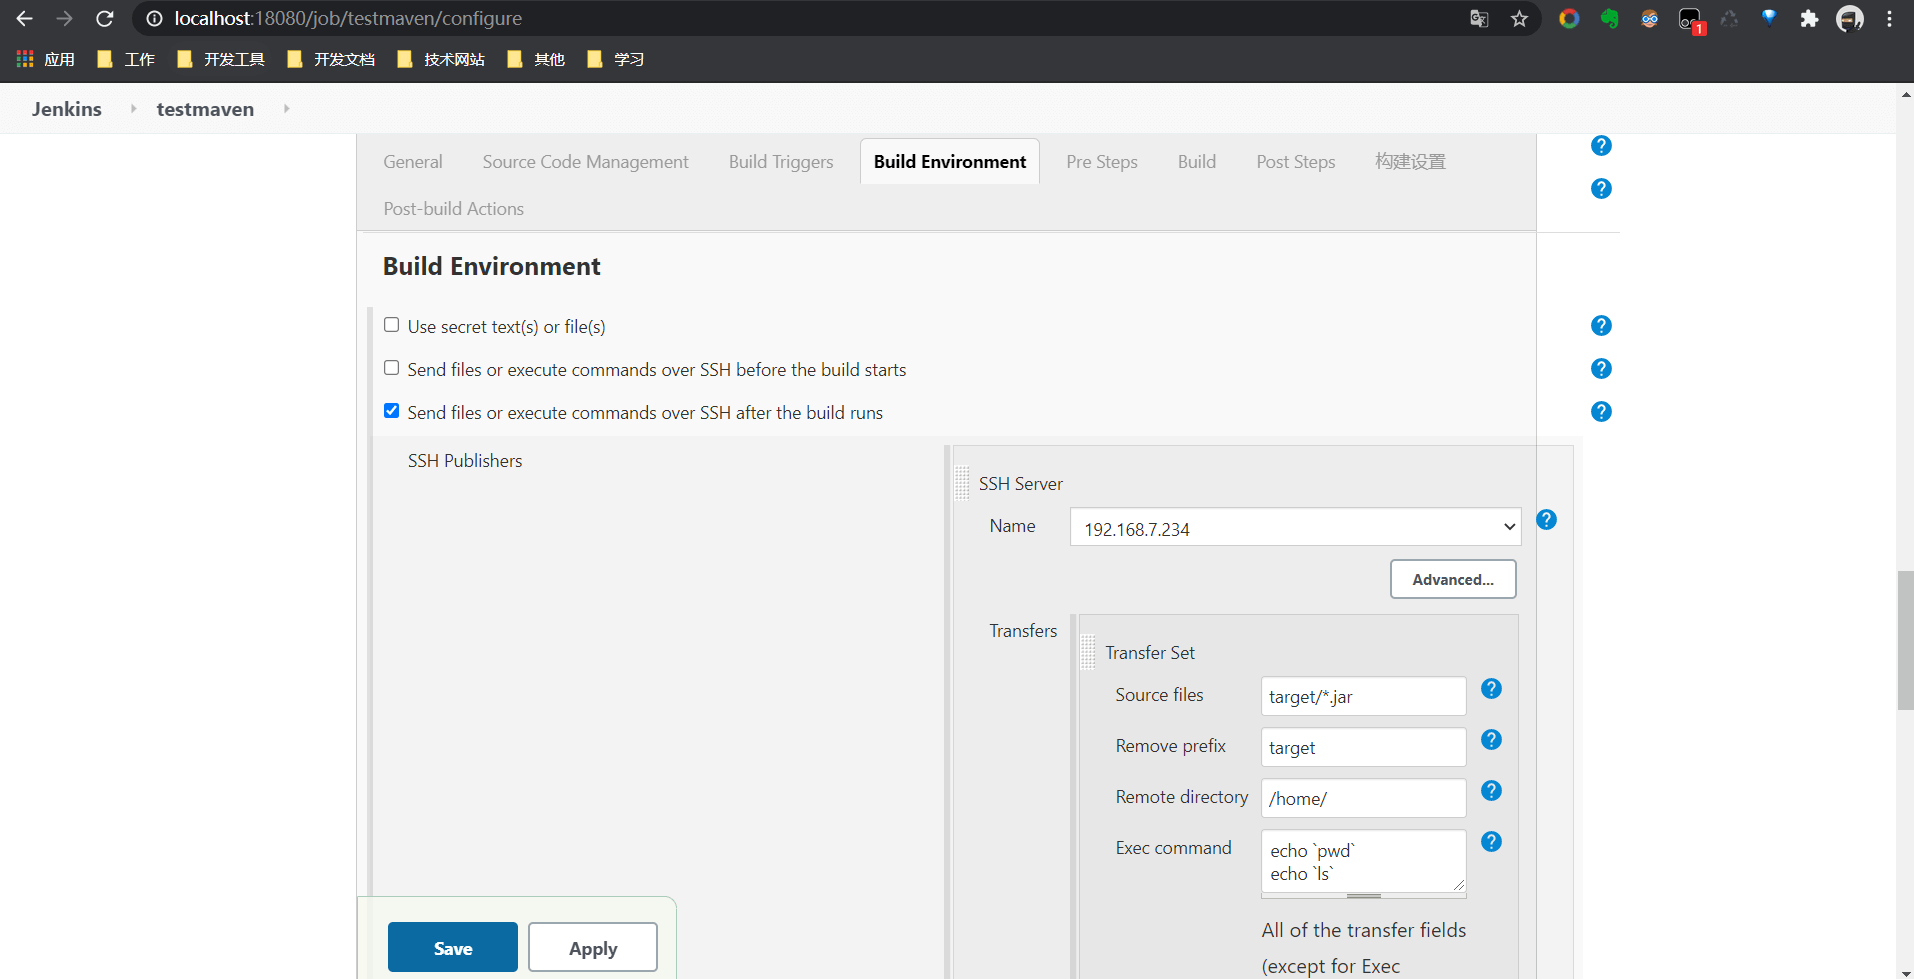 localhost:18080/job/testmaven/configure
1
应用 工作 开发工具 开发文档 技术网站 其他 学习
Jenkins testmaven
General Source Code Management Build Triggers Build Environment Pre Steps Build Post Steps 构建设置
Post-build Actions
Build Environment
Use secret text(s) or file(s)
Send files or execute commands over SSH before the build starts
Send files or execute commands over SSH after the build runs
SSH Publishers
SSH Server
Name 192.168.7.234
Advanced...
Transfers
Transfer Set
Source files target/*.jar
Remove prefix target
Remote directory /home/
Exec command echo `pwd`
echo `ls`
All of the transfer fields
(except for Exec
Save Apply